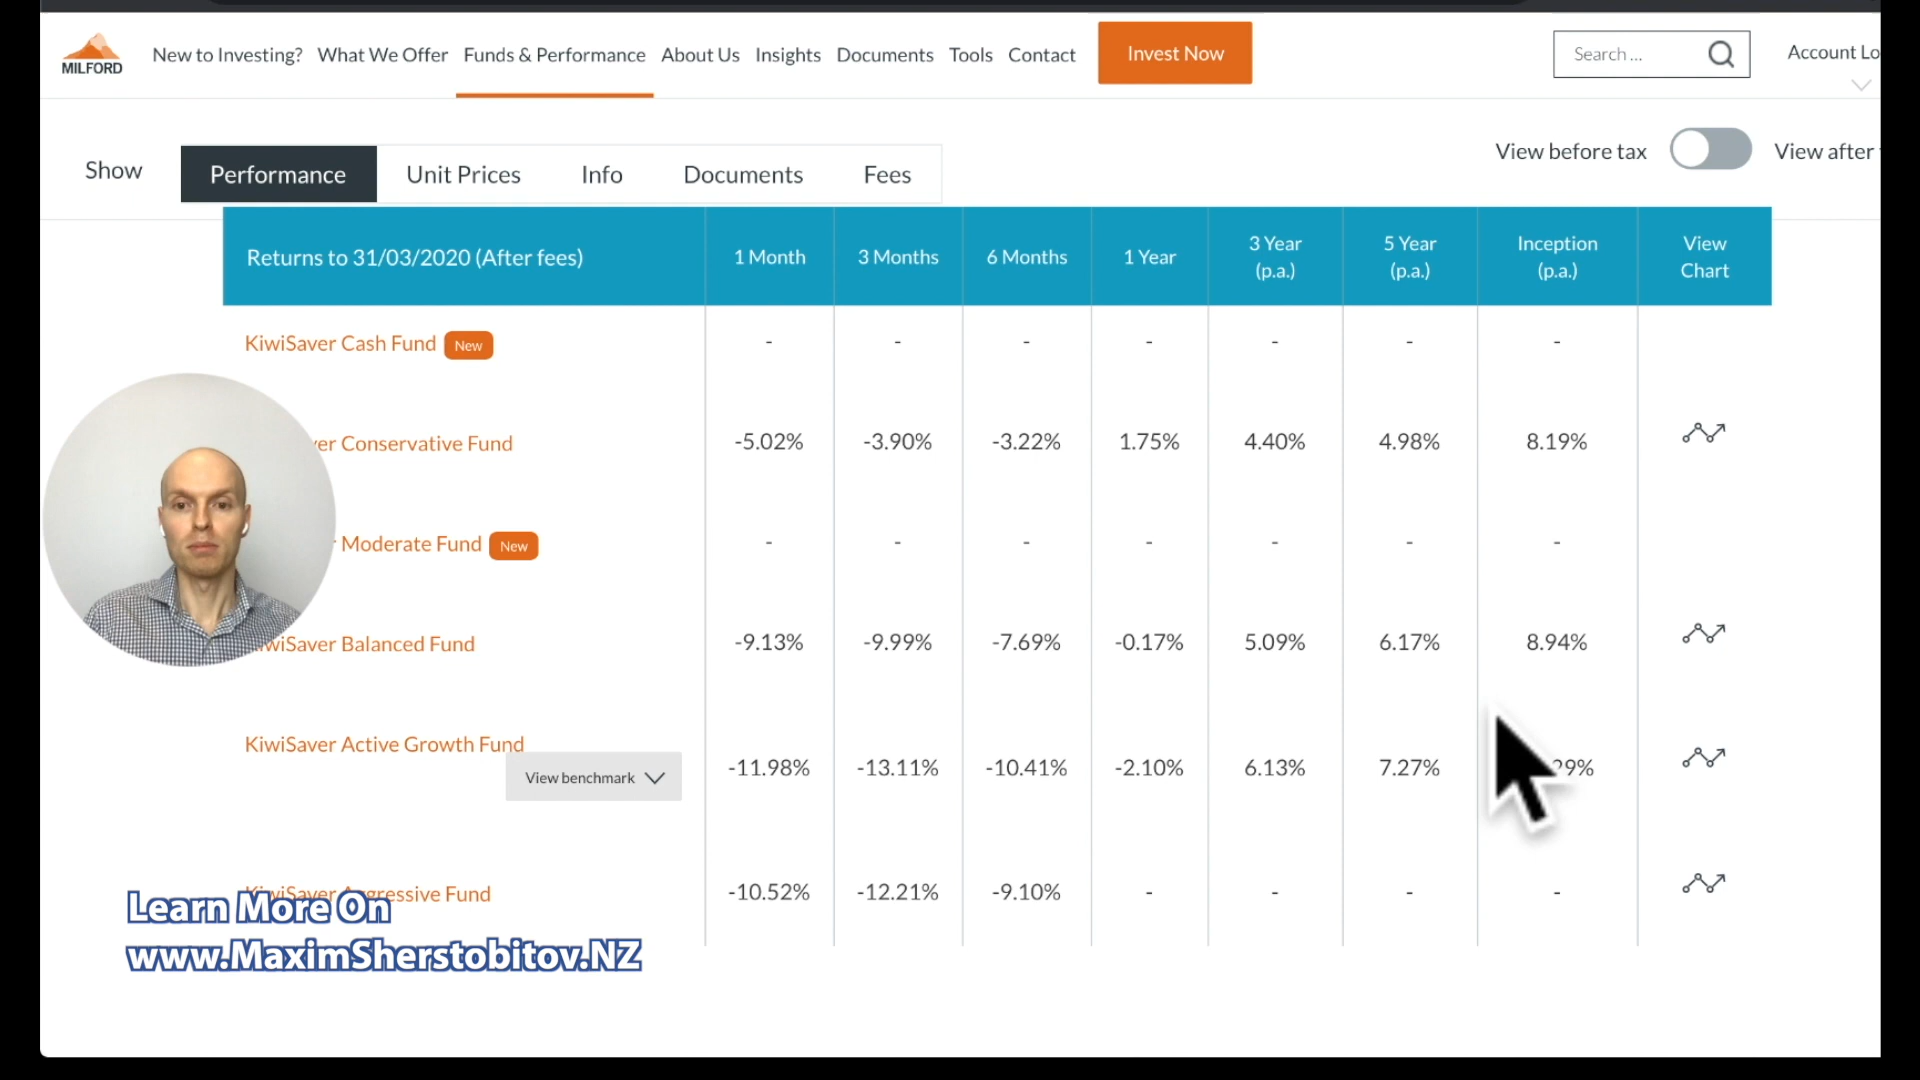 MILFORD
New to Investing? What We Offer Funds & Performance About Us Insights Documents Tools Contact Invest Now Search ... Account Lo
Show Performance Unit Prices Info Documents Fees View before tax View after
Returns to 31/03/2020 (After fees) 1 Month 3 Months 6 Months 1 Year 3 Year (p.a.) 5 Year (p.a.) Inception (p.a.) View Chart
KiwiSaver Cash Fund New - - - - - - -
er Conservative Fund -5.02% -3.90% -3.22% 1.75% 4.40% 4.98% 8.19%
Moderate Fund New - - - - - - -
wiSaver Balanced Fund -9.13% -9.99% -7.69% -0.17% 5.09% 6.17% 8.94%
KiwiSaver Active Growth Fund
View benchmark -11.98% -13.11% -10.41% -2.10% 6.13% 7.27% 29%
KiwiSaver Aggressive Fund -10.52% -12.21% -9.10% - - - -
Learn More On
www.MaximSherstobitov.NZ